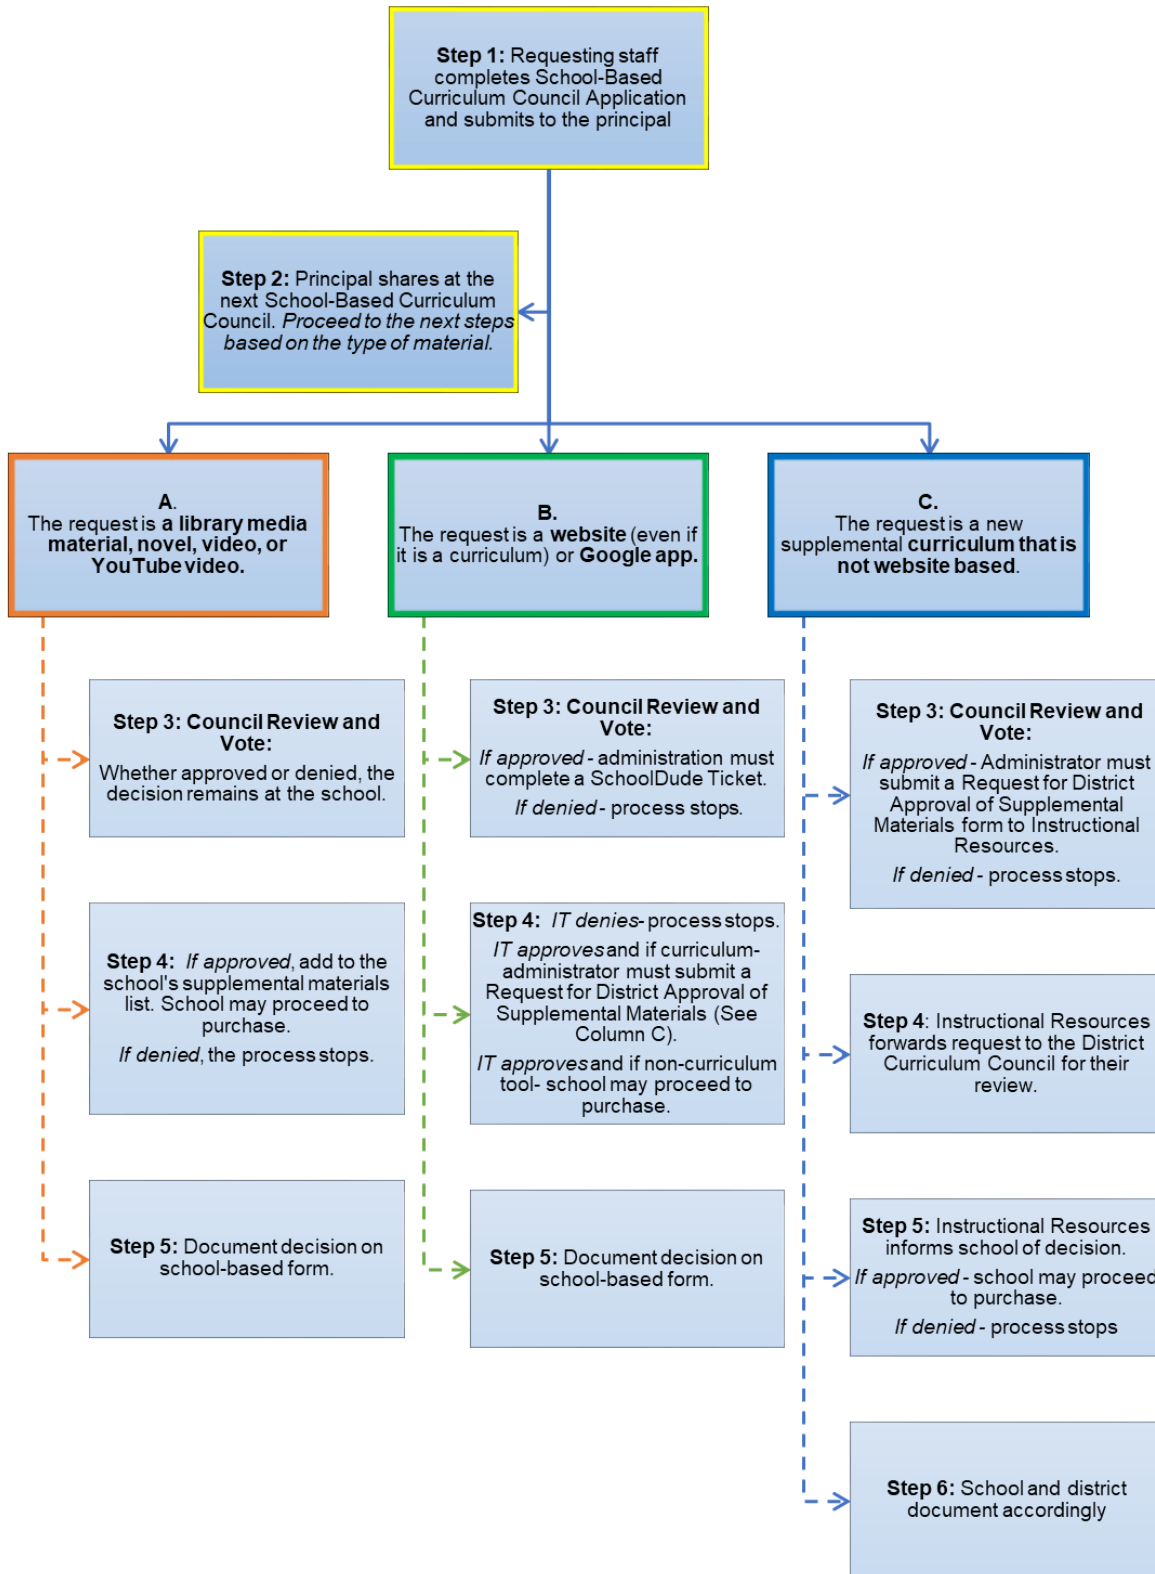 Step 1: Requesting staff
completes School-Based
Curriculum Council Application
and submits to the principal
Step 2: Principal shares at the
next School-Based Curriculum
Council. Proceed to the next steps
based on the type of material.
A.
The request is a library media
material, novel, video, or
YouTube video.
B.
The request is a website (even if
it is a curriculum) or Google app.
C.
The request is a new
supplemental curriculum that is
not website based.
Step 3: Council Review and
Vote:
Whether approved or denied, the
decision remains at the school.
Step 4: If approved, add to the
school's supplemental materials
list. School may proceed to
purchase.
If denied, the process stops.
Step 5: Document decision on
school-based form.
Step 3: Council Review and
Vote:
If approved - administration must
complete a SchoolDude Ticket.
If denied - process stops.
Step 4: IT denies- process stops.
IT approves and if curriculum-
administrator must submit a
Request for District Approval of
Supplemental Materials (See
Column C).
IT approves and if non-curriculum
tool- school may proceed to
purchase.
Step 5: Document decision on
school-based form.
Step 3: Council Review and
Vote:
If approved - Administrator must
submit a Request for District
Approval of Supplemental
Materials form to Instructional
Resources.
If denied - process stops.
Step 4: Instructional Resources
forwards request to the District
Curriculum Council for their
review.
Step 5: Instructional Resources
informs school of decision.
If approved - school may proceed
to purchase.
If denied - process stops
Step 6: School and district
document accordingly